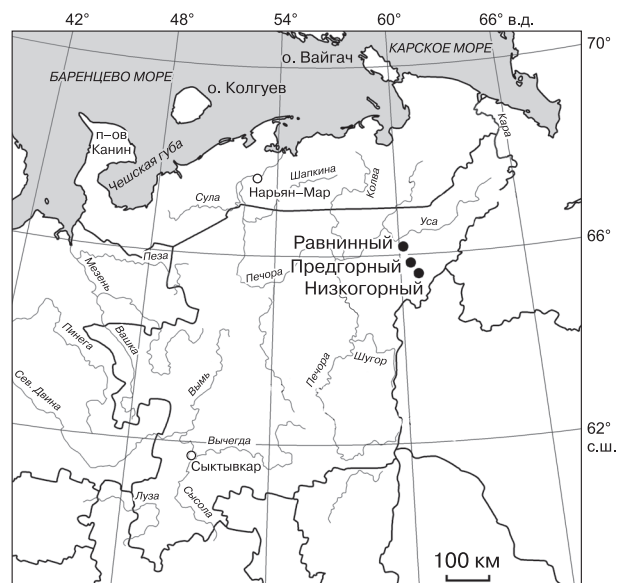 42° 48° 54° 60° 66° в.д.
70°
КАРСКОЕ МОРЕ
о. Вайгач
БАРЕНЦЕВО МОРЕ
о. Колгуев
Кара
п–ов
Канин
Чешская губа
Шапкина
Колва
Нарьян–Мар
Сула
Уса
66°
Равнинный
Пеза
Предгорный
Мезень
Печора
Низкогорный
Пинега
Вашка
Печора
Шугор
Вымь
Сев. Двина
62°
с.ш.
Вычегда
Сыктывкар
Луза
Сысола
100 км